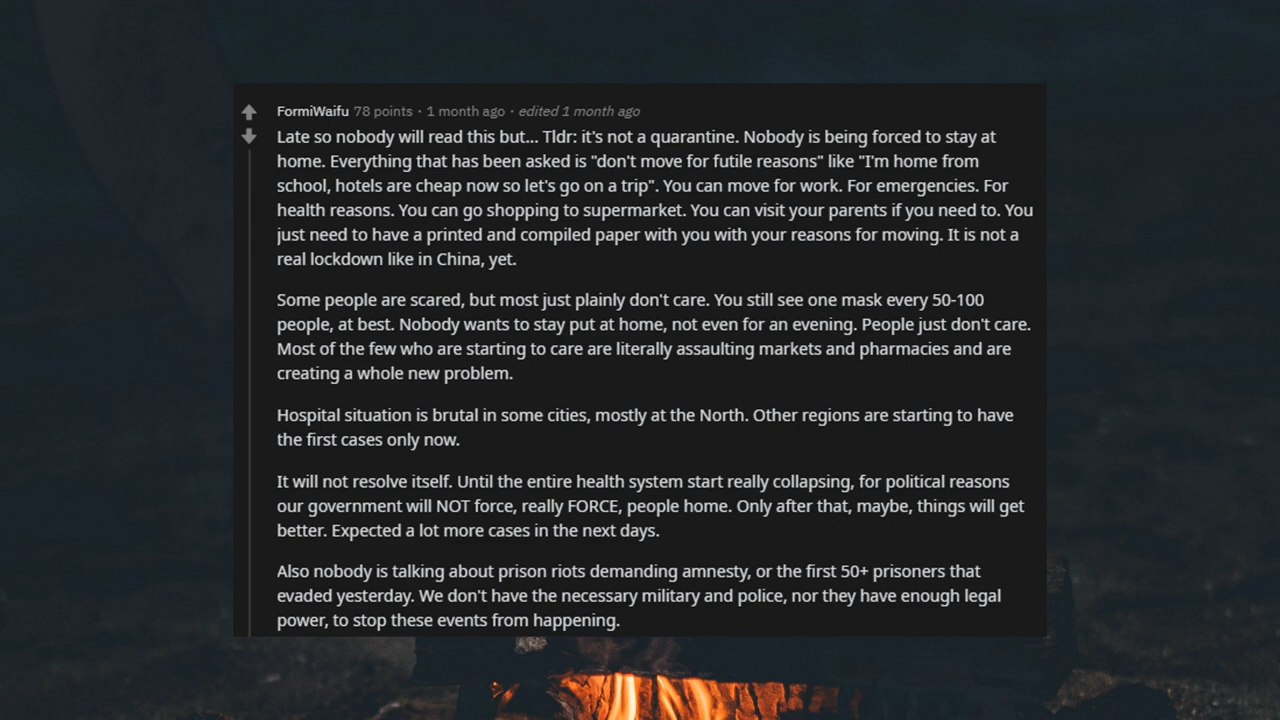 FormiWaifu 78 points · 1 month ago · edited 1 month ago
Late so nobody will read this but... Tldr: it's not a quarantine. Nobody is being forced to stay at
home. Everything that has been asked is "don't move for futile reasons" like "I'm home from
school, hotels are cheap now so let's go on a trip". You can move for work. For emergencies. For
health reasons. You can go shopping to supermarket. You can visit your parents if you need to. You
just need to have a printed and compiled paper with you with your reasons for moving. It is not a
real lockdown like in China, yet.
Some people are scared, but most just plainly don't care. You still see one mask every 50-100
people, at best. Nobody wants to stay put at home, not even for an evening. People just don't care.
Most of the few who are starting to care are literally assaulting markets and pharmacies and are
creating a whole new problem.
Hospital situation is brutal in some cities, mostly at the North. Other regions are starting to have
the first cases only now.
It will not resolve itself. Until the entire health system start really collapsing, for political reasons
our government will NOT force, really FORCE, people home. Only after that, maybe, things will get
better. Expected a lot more cases in the next days.
Also nobody is talking about prison riots demanding amnesty, or the first 50+ prisoners that
evaded yesterday. We don't have the necessary military and police, nor they have enough legal
power, to stop these events from happening.